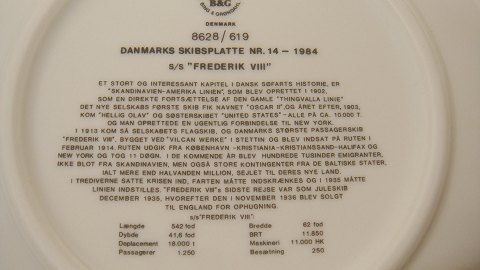 B&G
BING & GRØNDAHL
DENMARK
8628/619
DANMARKS SKIBSPLATTE NR. 14 – 1984
S/S "FREDERIK VIII"
ET STORT OG INTERESSANT KAPITEL I DANSK SØFARTS HISTORIE, ER
"SKANDINAVIEN-AMERIKA LINIEN", SOM BLEV OPRETTET I 1902,
SOM EN DIREKTE FORTSÆTTELSE AF DEN GAMLE "THINGVALLA LINIE"
DET NYE SELSKABS FØRSTE SKIB FIK NAVNET "OSCAR II", OG ÅRET EFTER, 1903,
KOM "HELLIG OLAV" OG SØSTERSKIBET "UNITED STATES" – ALLE PÅ CA. 10.000 T.
OG MAN OPRETTEDE EN UGENTLIG FORBINDELSE TIL NEW YORK.
I 1913 KOM SÅ SELSKABETS FLAGSKIB, OG DANMARKS STØRSTE PASSAGERSKIB
"FREDERIK VIII". BYGGET VED "VULCAN WERKE" I STETTIN OG BLEV INDSAT PÅ RUTEN I
FEBRUAR 1914. RUTEN UDGIK FRA KØBENHAVN -KRISTIANIA-KRISTIANSSAND-HALIFAX OG
NEW YORK OG TOG 11 DØGN. I DE KOMMENDE ÅR BLEV HUNDREDE TUSINDER EMIGRANTER,
IKKE BLOT FRA SKANDINAVIEN, MEN OGSÅ STORE KONTINGENTER FRA DE BALTISKE STATER,
IALT MERE END HALVANDEN MILLION, SEJLET TIL DERES NYE LAND.
I TREDIVERNE SATTE KRISEN IND, FARTEN MÅTTE INDSKRÆNKES OG I 1935 MÅTTE
LINIEN INDSTILLES. "FREDERIK VIII's" SIDSTE REJSE VAR SOM JULESKIB
DECEMBER 1935, HVOREFTER DEN I NOVEMBER 1936 BLEV SOLGT
TIL ENGLAND FOR OPHUGNING.
S/S "FREDERIK VIII":
Længde 542 fod Bredde 62 fod
Dybde 41,6 fod BRT 11.850
Deplacement 18.000 t Maskineri 11.000 HK
Passagerer 1.250 Besætning 250